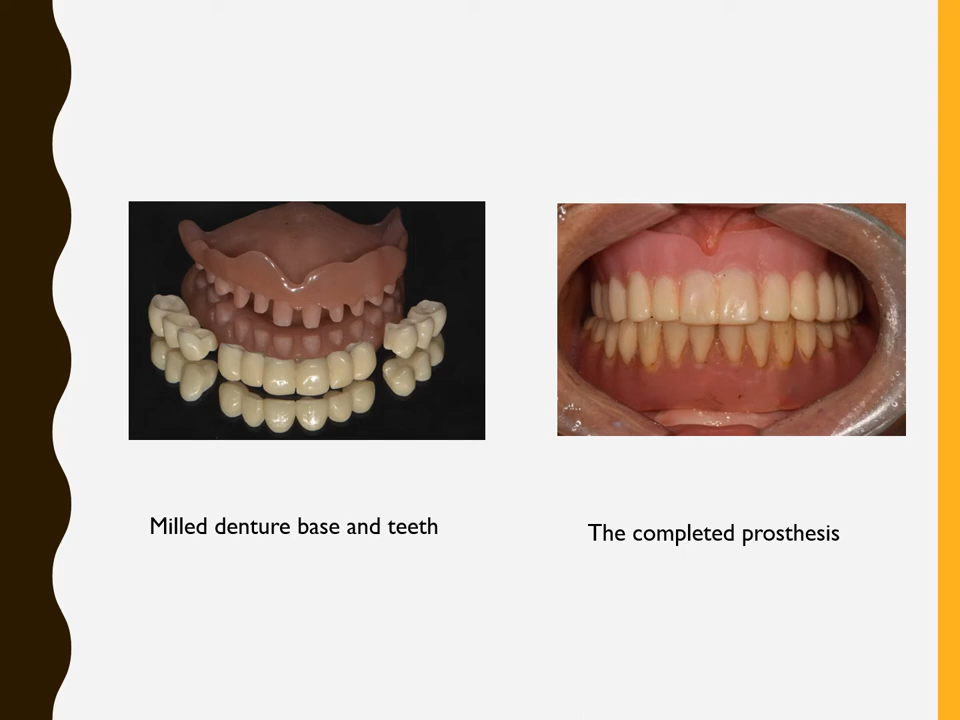 Milled denture base and teeth
The completed prosthesis